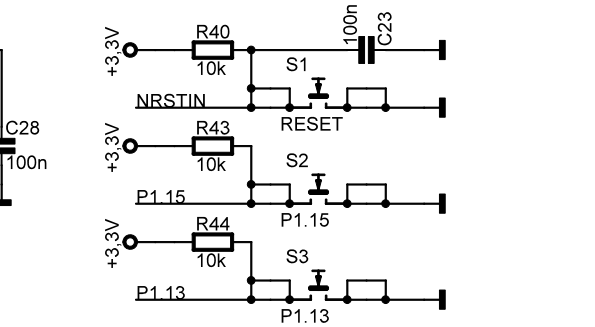 +3,3V
R40
10k
100n
C23
S1
NRSTIN
RESET
C28
100n
+3,3V
R43
10k
S2
P1.15
P1.15
+3,3V
R44
10k
S3
P1.13
P1.13